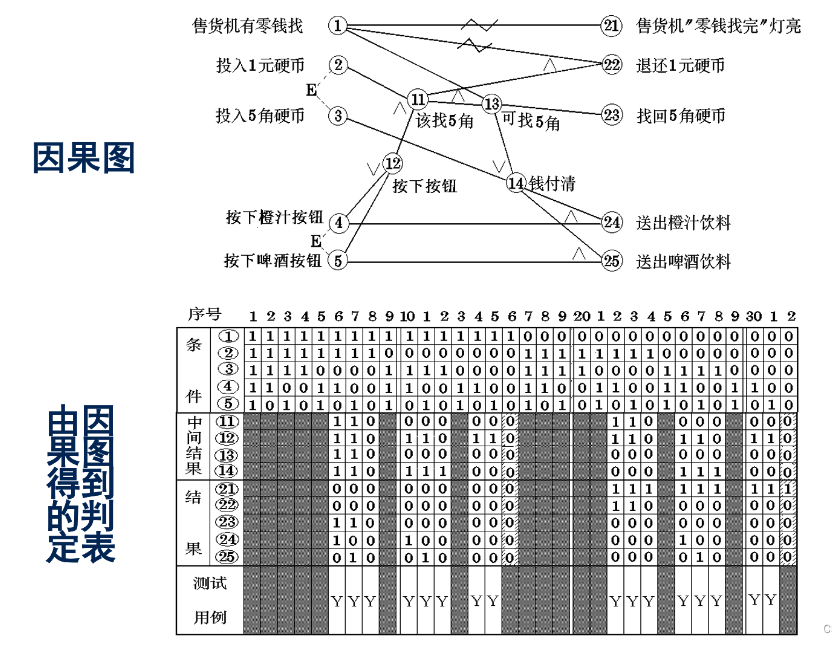 售货机有零钱找 ① ㉑ 售货机"零钱找完"灯亮
投入1元硬币 ② ㉒ 退还1元硬币
∧
E
⑪ ∧ ⑬
∧
投入5角硬币 ③ 该找5角 可找5角 ㉓ 找回5角硬币
因果图
∨ ⑫ ∨
按下按钮 ⑭ 钱付清
按下橙汁按钮 ④ ∧ ㉔ 送出橙汁饮料
E
按下啤酒按钮 ⑤ ∧ ㉕ 送出啤酒饮料
序号 1 2 3 4 5 6 7 8 9 10 1 2 3 4 5 6 7 8 9 20 1 2 3 4 5 6 7 8 9 30 1 2
条件
① 1 1 1 1 1 1 1 1 1 1 1 1 1 1 1 1 0 0 0 0 0 0 0 0 0 0 0 0 0 0 0 0
② 1 1 1 1 1 1 1 1 0 0 0 0 0 0 0 0 1 1 1 1 1 1 1 1 0 0 0 0 0 0 0 0
③ 1 1 1 1 0 0 0 0 1 1 1 1 0 0 0 0 1 1 1 1 0 0 0 0 1 1 1 1 0 0 0 0
④ 1 1 0 0 1 1 0 0 1 1 0 0 1 1 0 0 1 1 0 0 1 1 0 0 1 1 0 0 1 1 0 0
⑤ 1 0 1 0 1 0 1 0 1 0 1 0 1 0 1 0 1 0 1 0 1 0 1 0 1 0 1 0 1 0 1 0
中间结果
⑪ 1 1 0 0 0 0 0 0 0 1 1 0 0 0 0 0 0 0
⑫ 1 1 0 1 1 0 1 1 0 1 1 0 1 1 0 1 1 0
⑬ 1 1 0 0 0 0 0 0 0 0 0 0 0 0 0 0 0 0
⑭ 1 1 0 1 1 1 0 0 0 0 0 0 1 1 1 0 0 0
结果
㉑ 0 0 0 0 0 0 0 0 0 1 1 1 1 1 1 1 1 1
㉒ 0 0 0 0 0 0 0 0 0 1 1 0 0 0 0 0 0 0
㉓ 1 1 0 0 0 0 0 0 0 0 0 0 0 0 0 0 0 0
㉔ 1 0 0 1 0 0 0 0 0 0 0 0 1 0 0 0 0 0
㉕ 0 1 0 0 1 0 0 0 0 0 0 0 0 1 0 0 0 0
测试
用例
Y Y Y Y Y Y Y Y Y Y Y Y Y Y Y Y
由因
果图
得到
的判
定表
C